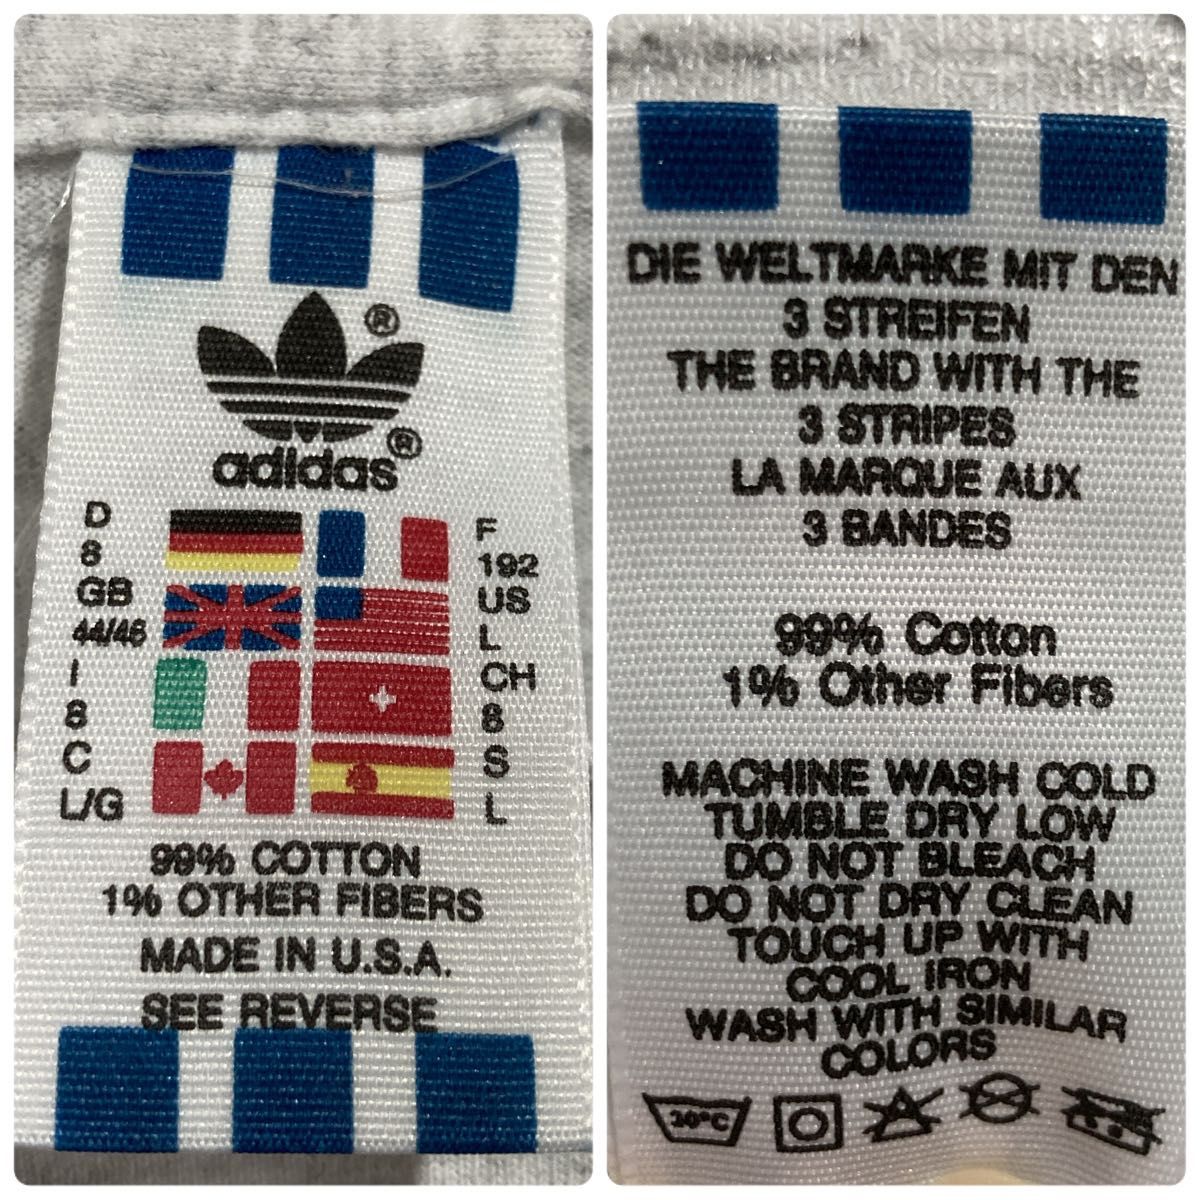 ®
®
adidas
D
8
GB
44/46
I
8
C
L/G
F
192
US
L
CH
8
S
L
99% COTTON
1% OTHER FIBERS
MADE IN U.S.A.
SEE REVERSE
DIE WELTMARKE MIT DEN
3 STREIFEN
THE BRAND WITH THE
3 STRIPES
LA MARQUE AUX
3 BANDES
99% Cotton
1% Other Fibers
MACHINE WASH COLD
TUMBLE DRY LOW
DO NOT BLEACH
DO NOT DRY CLEAN
TOUCH UP WITH
COOL IRON
WASH WITH SIMILAR
COLORS
30°C